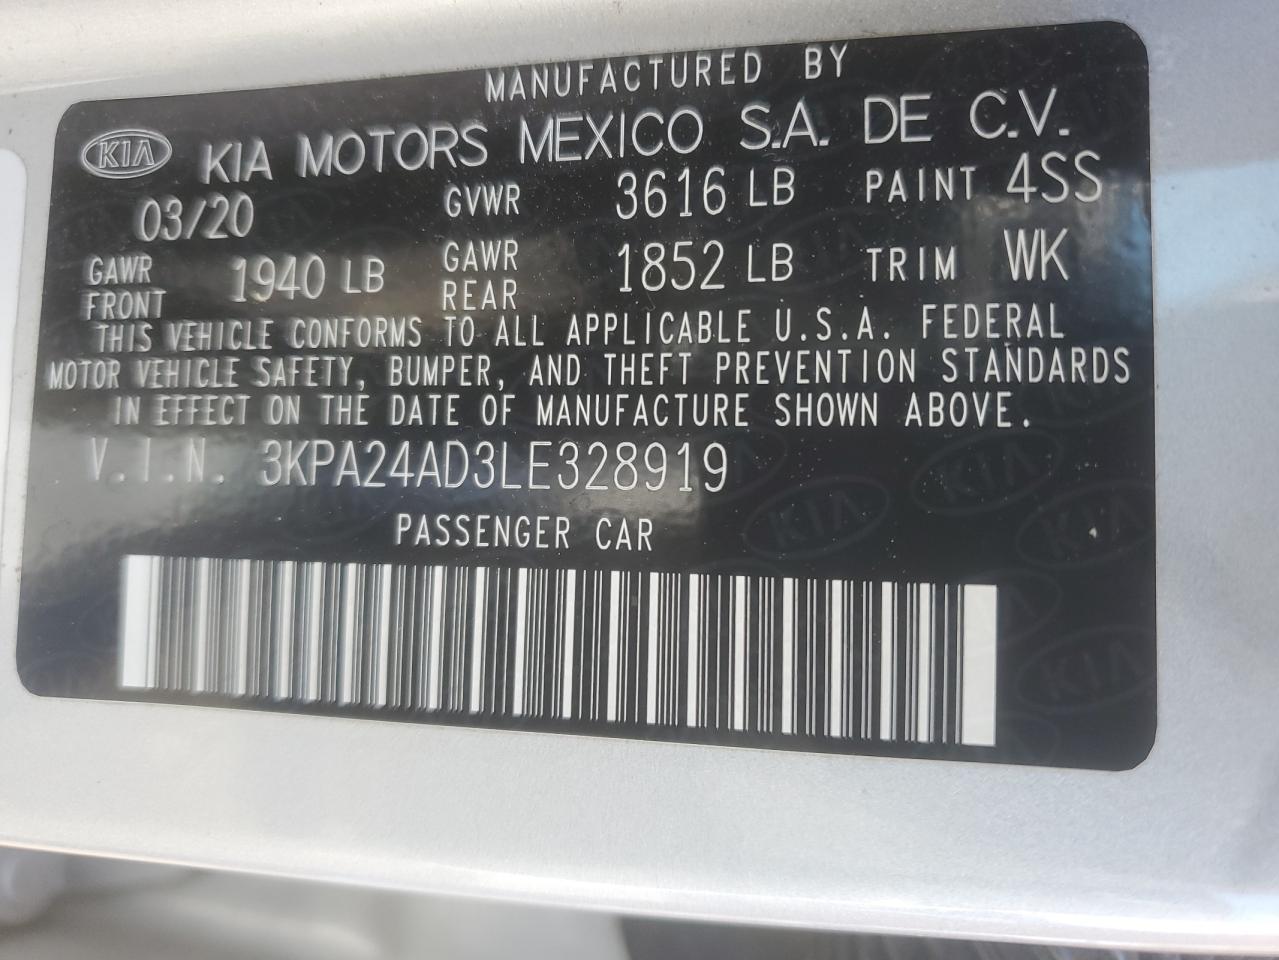 MANUFACTURED BY
KIA KIA MOTORS MEXICO S.A. DE C.V.
03/20 GVWR 3616 LB PAINT 4SS
GAWR FRONT 1940 LB GAWR REAR 1852 LB TRIM WK
THIS VEHICLE CONFORMS TO ALL APPLICABLE U.S.A. FEDERAL
MOTOR VEHICLE SAFETY, BUMPER, AND THEFT PREVENTION STANDARDS
IN EFFECT ON THE DATE OF MANUFACTURE SHOWN ABOVE.
V.I.N. 3KPA24AD3LE328919
PASSENGER CAR